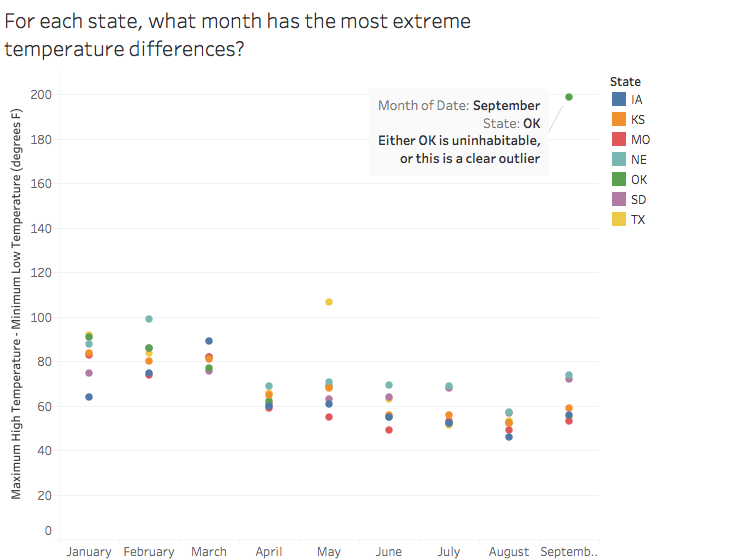 For each state, what month has the most extreme
temperature differences?
Maximum High Temperature - Minimum Low Temperature (degrees F)
200
180
160
140
120
100
80
60
40
20
0
Month of Date: September
State: OK
Either OK is uninhabitable,
or this is a clear outlier
January February March April May June July August Septemb..
State
IA
KS
MO
NE
OK
SD
TX